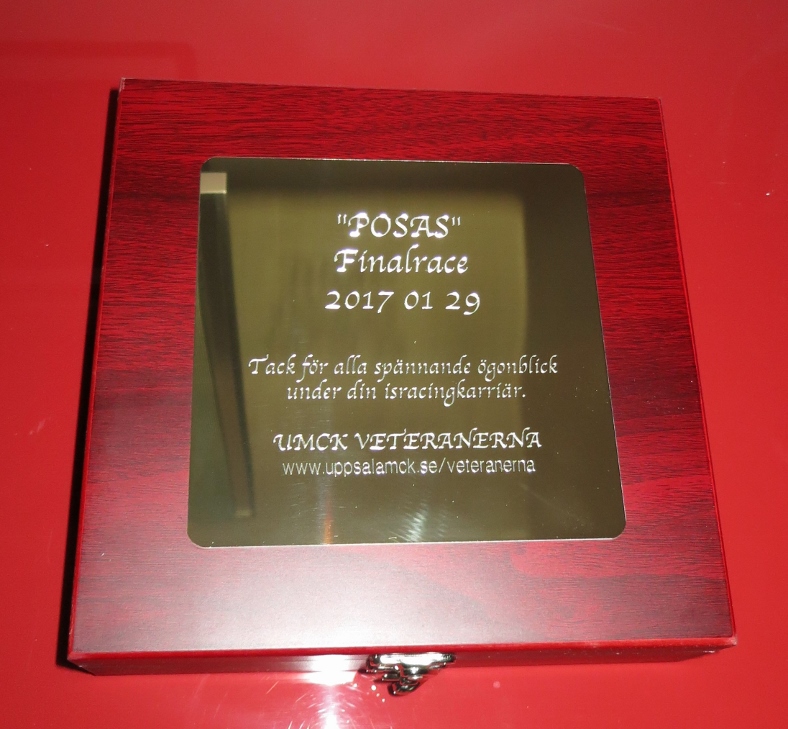 "POSAS"
Finalrace
2017 01 29
Tack för alla spännande ögonblick
under din isracingkarriär.
UMCK VETERANERNA
www.uppsalamck.se/veteranerna